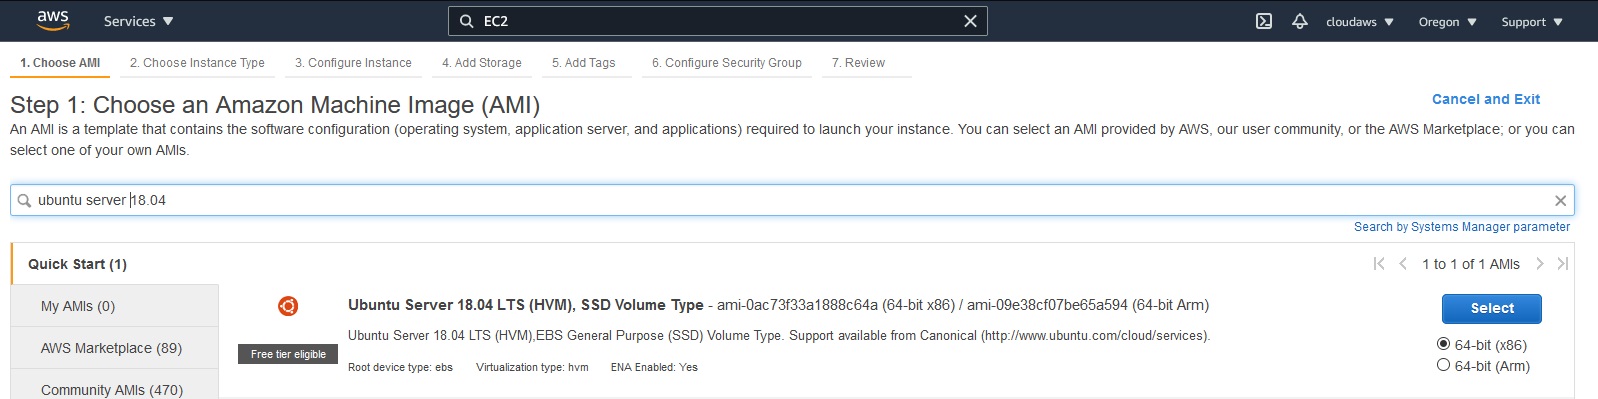 aws Services EC2 cloudaws Oregon Support
1. Choose AMI 2. Choose Instance Type 3. Configure Instance 4. Add Storage 5. Add Tags 6. Configure Security Group 7. Review
Step 1: Choose an Amazon Machine Image (AMI) Cancel and Exit
An AMI is a template that contains the software configuration (operating system, application server, and applications) required to launch your instance. You can select an AMI provided by AWS, our user community, or the AWS Marketplace; or you can
select one of your own AMIs.
ubuntu server 18.04
Search by Systems Manager parameter
Quick Start (1) 1 to 1 of 1 AMIs
My AMIs (0)
AWS Marketplace (89)
Community AMIs (470)
Ubuntu Server 18.04 LTS (HVM), SSD Volume Type - ami-0ac73f33a1888c64a (64-bit x86) / ami-09e38cf07be65a594 (64-bit Arm)
Ubuntu Server 18.04 LTS (HVM),EBS General Purpose (SSD) Volume Type. Support available from Canonical (http://www.ubuntu.com/cloud/services).
Free tier eligible
Root device type: ebs Virtualization type: hvm ENA Enabled: Yes
Select
64-bit (x86)
64-bit (Arm)